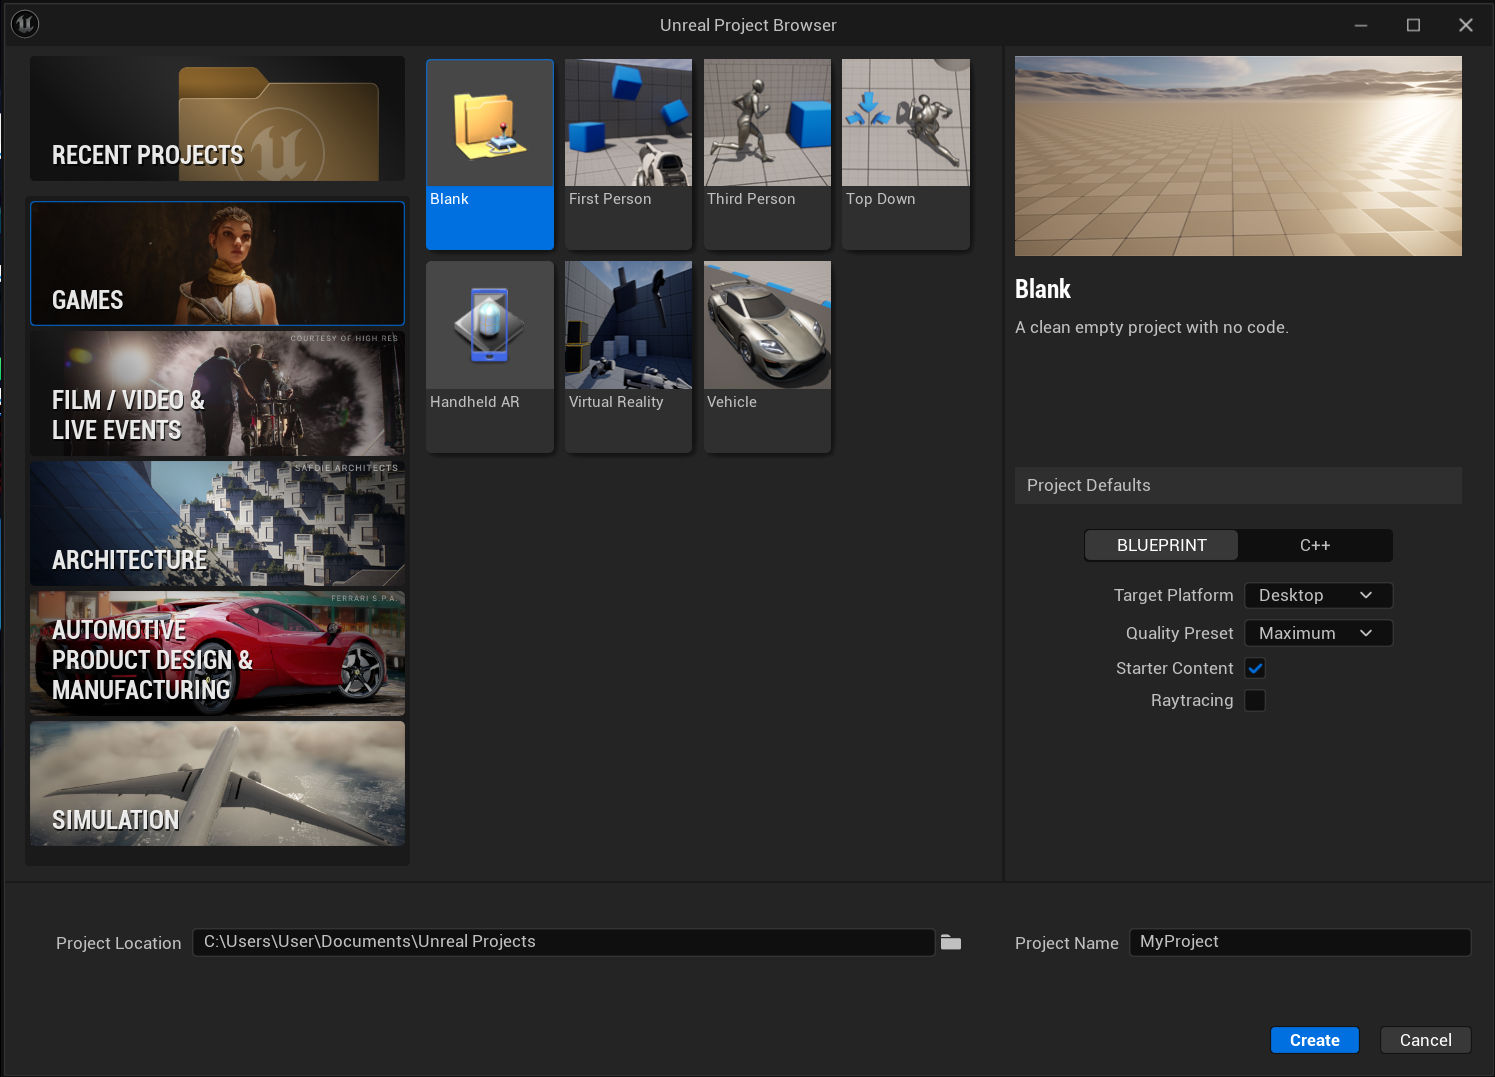 Unreal Project Browser
RECENT PROJECTS
GAMES
COURTESY OF HIGH RES
FILM / VIDEO &
LIVE EVENTS
SAFDIE ARCHITECTS
ARCHITECTURE
FERRARI S.P.A.
AUTOMOTIVE
PRODUCT DESIGN &
MANUFACTURING
SIMULATION
Blank
First Person
Third Person
Top Down
Handheld AR
Virtual Reality
Vehicle
Blank
A clean empty project with no code.
Project Defaults
BLUEPRINT
C++
Target Platform
Desktop
Quality Preset
Maximum
Starter Content
Raytracing
Project Location
C:\Users\User\Documents\Unreal Projects
Project Name
MyProject
Create
Cancel